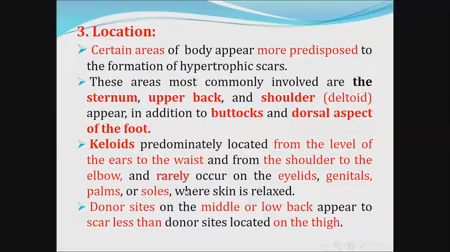 3. Location:
Certain areas of body appear more predisposed to
the formation of hypertrophic scars.
These areas most commonly involved are the
sternum, upper back, and shoulder (deltoid)
appear, in addition to buttocks and dorsal aspect
of the foot.
Keloids predominately located from the level of
the ears to the waist and from the shoulder to the
elbow, and rarely occur on the eyelids, genitals,
palms, or soles, where skin is relaxed.
Donor sites on the middle or low back appear to
scar less than donor sites located on the thigh.